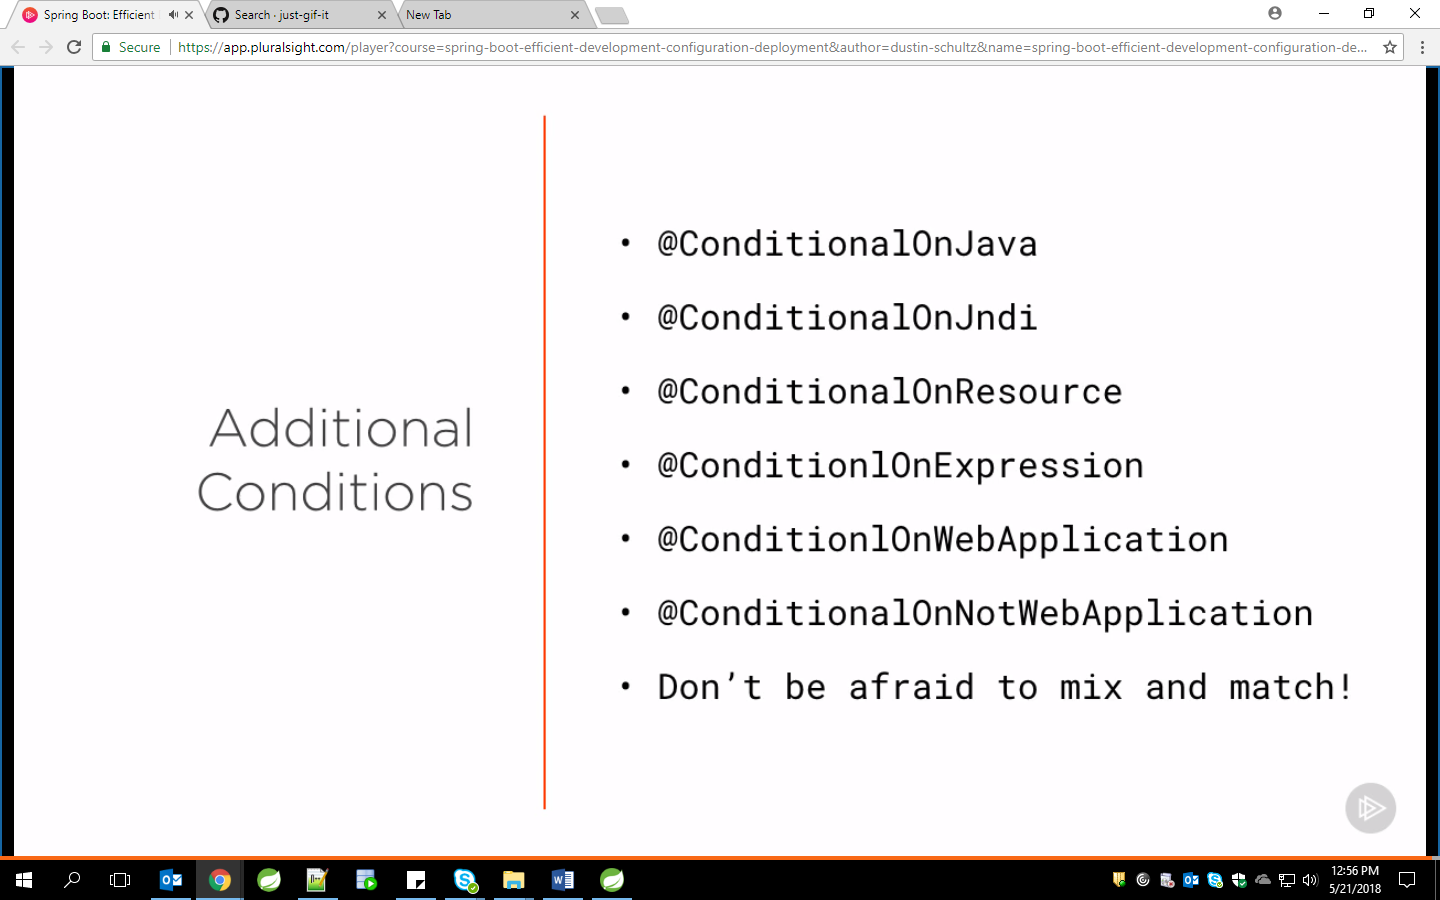 Spring Boot: Efficient
Search · just-gif-it
New Tab
Secure
https://app.pluralsight.com/player?course=spring-boot-efficient-development-configuration-deployment&author=dustin-schultz&name=spring-boot-efficient-development-configuration-de...
Additional
Conditions
• @ConditionalOnJava
• @ConditionalOnJndi
• @ConditionalOnResource
• @ConditionlOnExpression
• @ConditionlOnWebApplication
• @ConditionalOnNotWebApplication
• Don’t be afraid to mix and match!
12:56 PM
5/21/2018